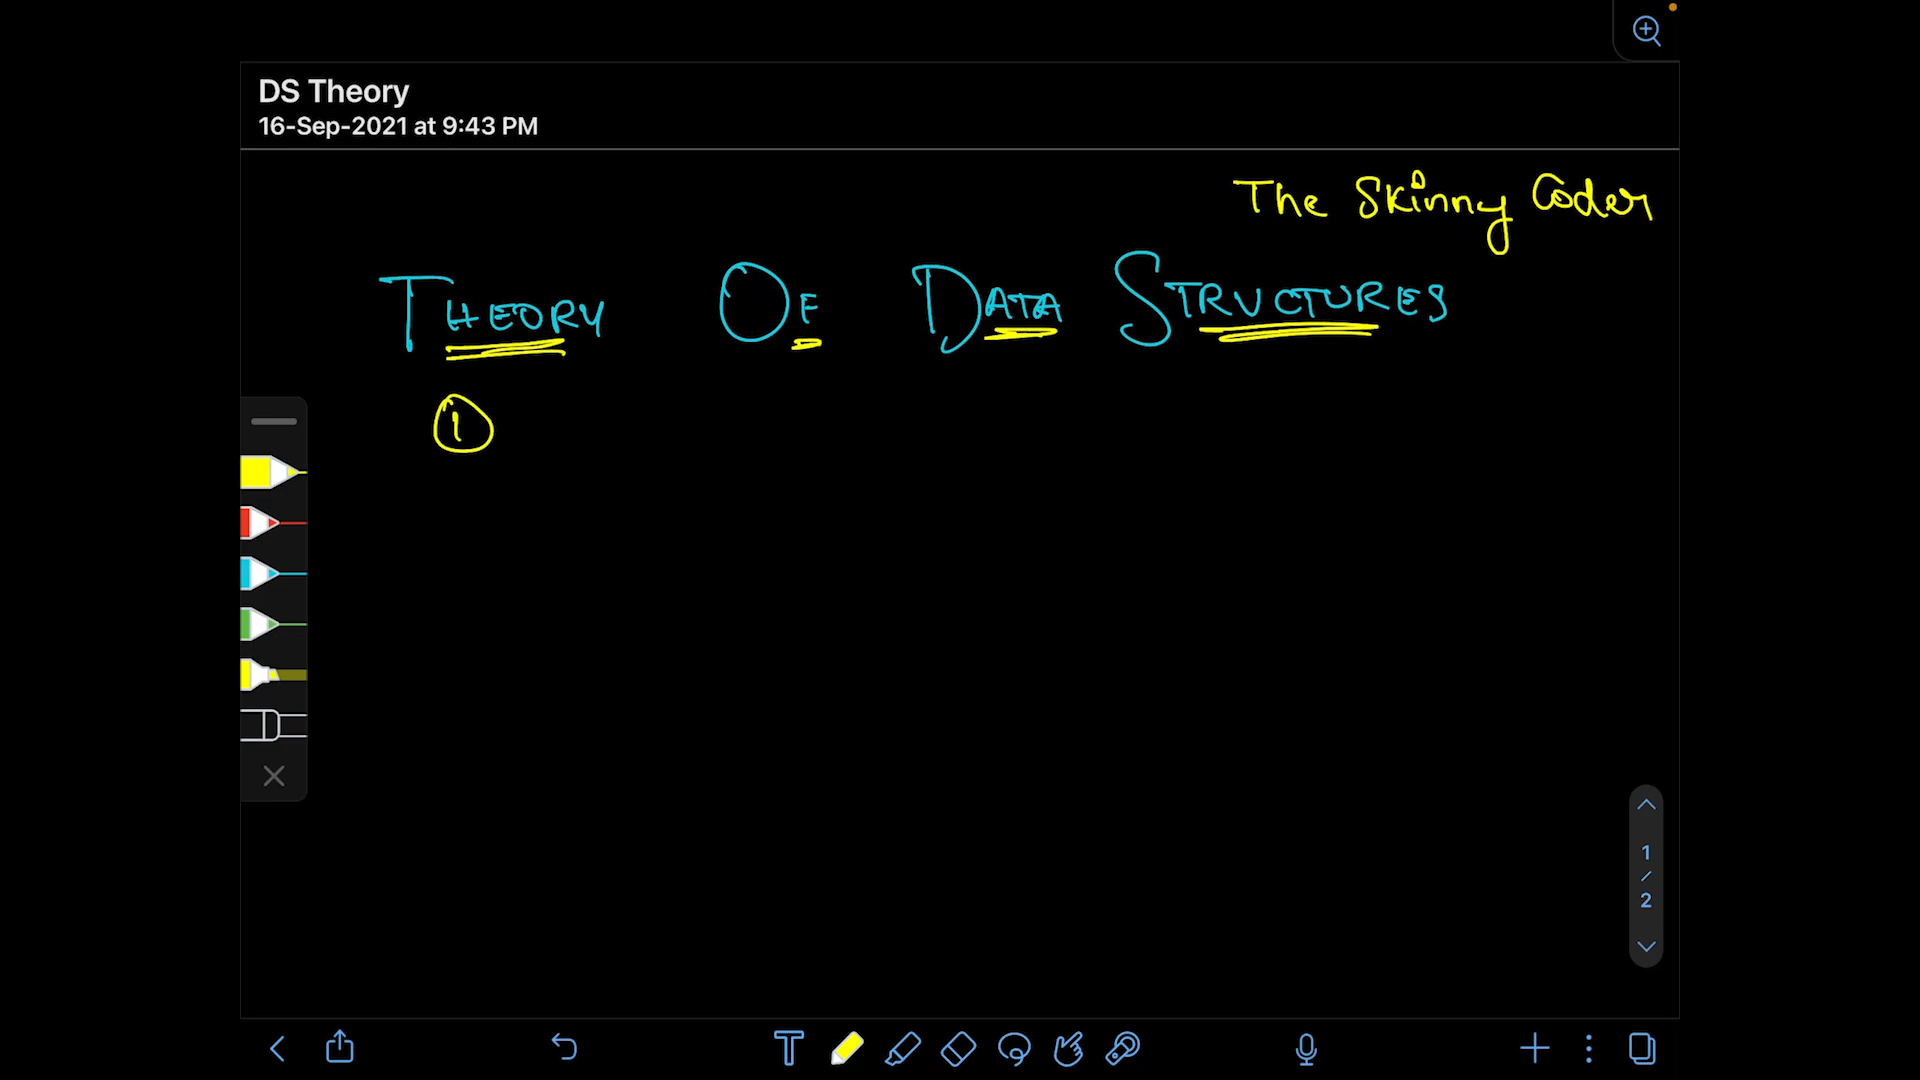 DS Theory
16-Sep-2021 at 9:43 PM
The Skinny Coder
THEORY OF DATA STRUCTURES
1
1
/
2